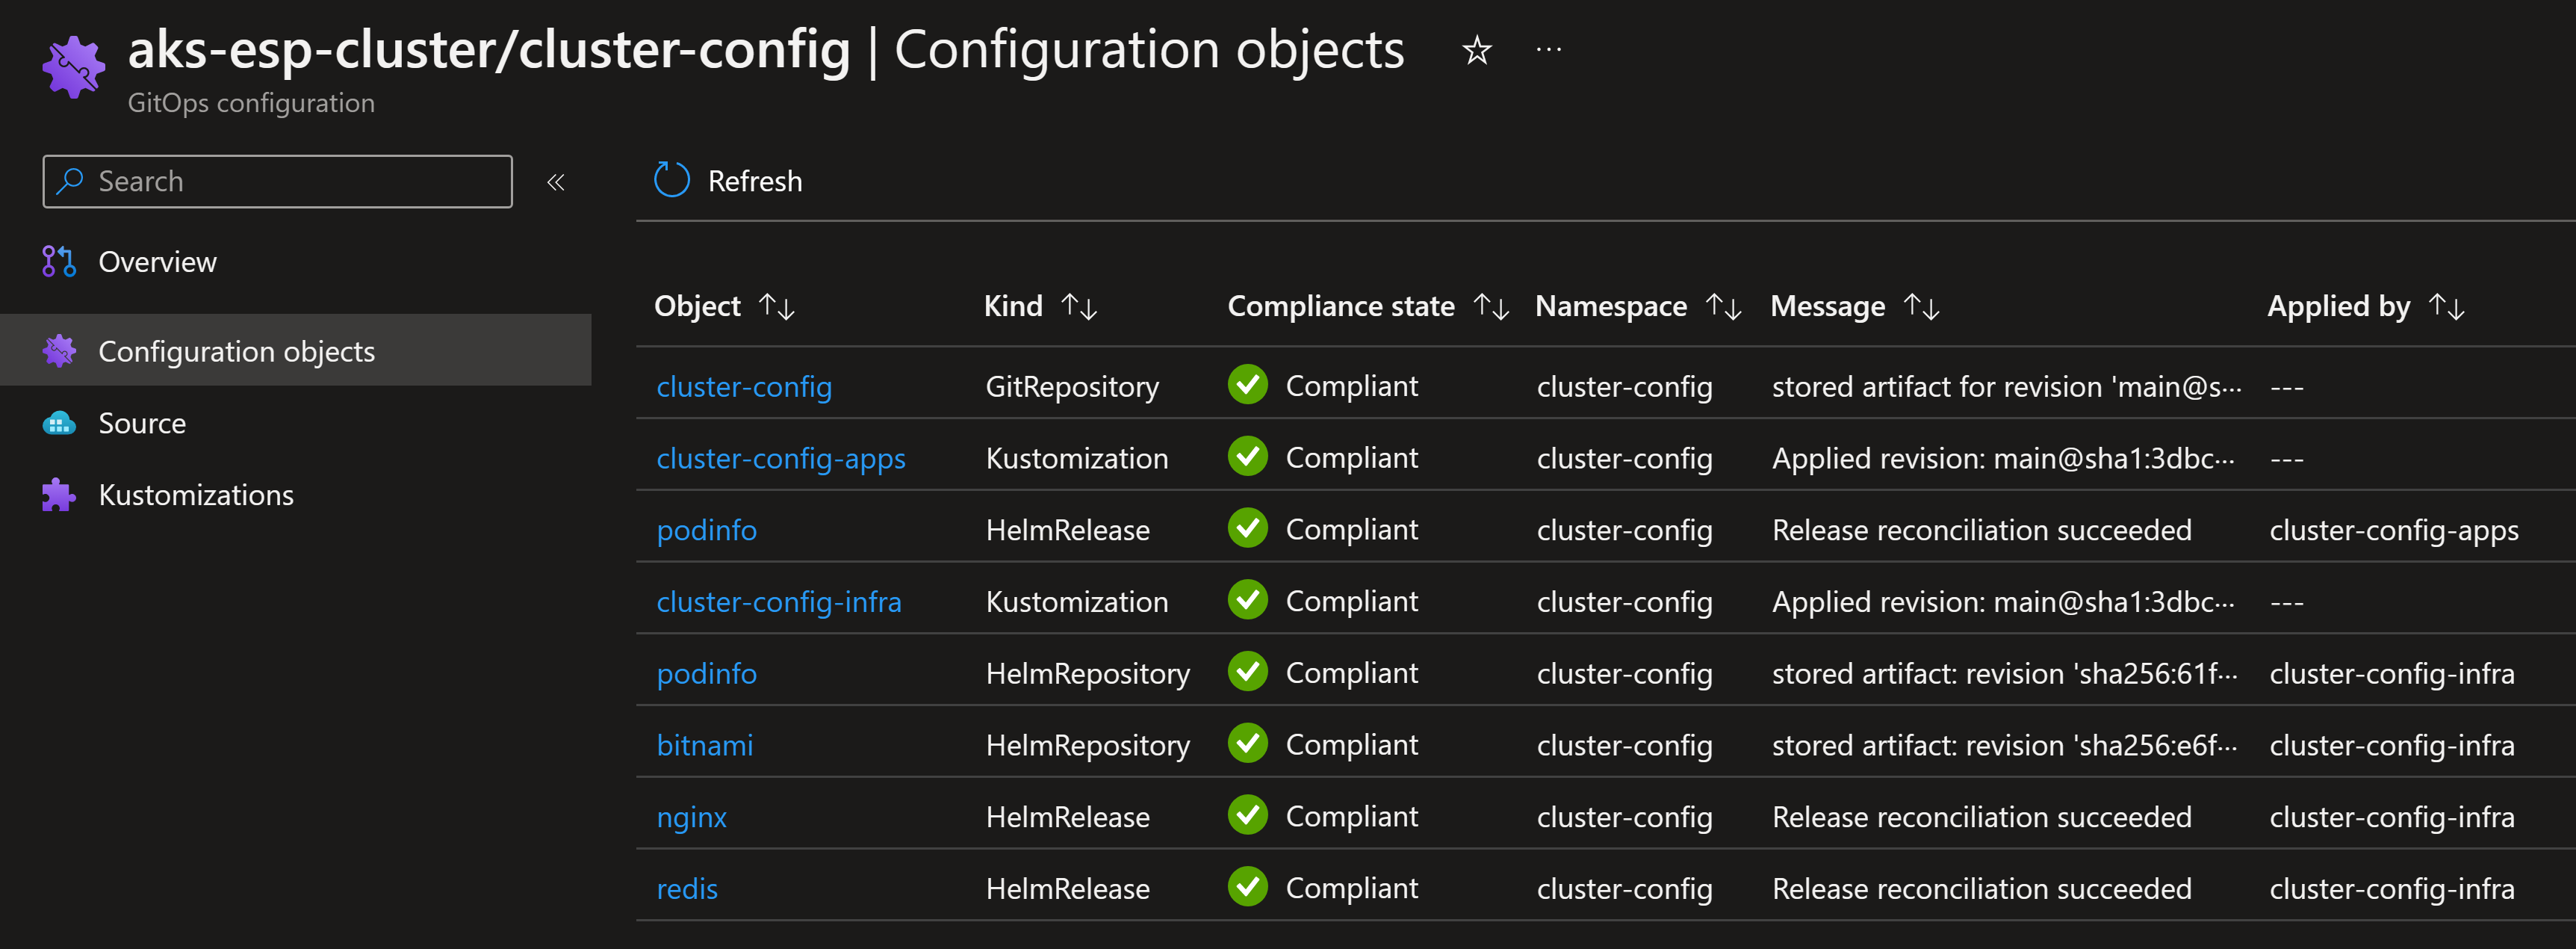 aks-esp-cluster/cluster-config | Configuration objects
GitOps configuration
Search
Overview
Configuration objects
Source
Kustomizations
Refresh
Object Kind Compliance state Namespace Message Applied by
cluster-config GitRepository Compliant cluster-config stored artifact for revision 'main@s··· ---
cluster-config-apps Kustomization Compliant cluster-config Applied revision: main@sha1:3dbc··· ---
podinfo HelmRelease Compliant cluster-config Release reconciliation succeeded cluster-config-apps
cluster-config-infra Kustomization Compliant cluster-config Applied revision: main@sha1:3dbc··· ---
podinfo HelmRepository Compliant cluster-config stored artifact: revision 'sha256:61f··· cluster-config-infra
bitnami HelmRepository Compliant cluster-config stored artifact: revision 'sha256:e6f··· cluster-config-infra
nginx HelmRelease Compliant cluster-config Release reconciliation succeeded cluster-config-infra
redis HelmRelease Compliant cluster-config Release reconciliation succeeded cluster-config-infra